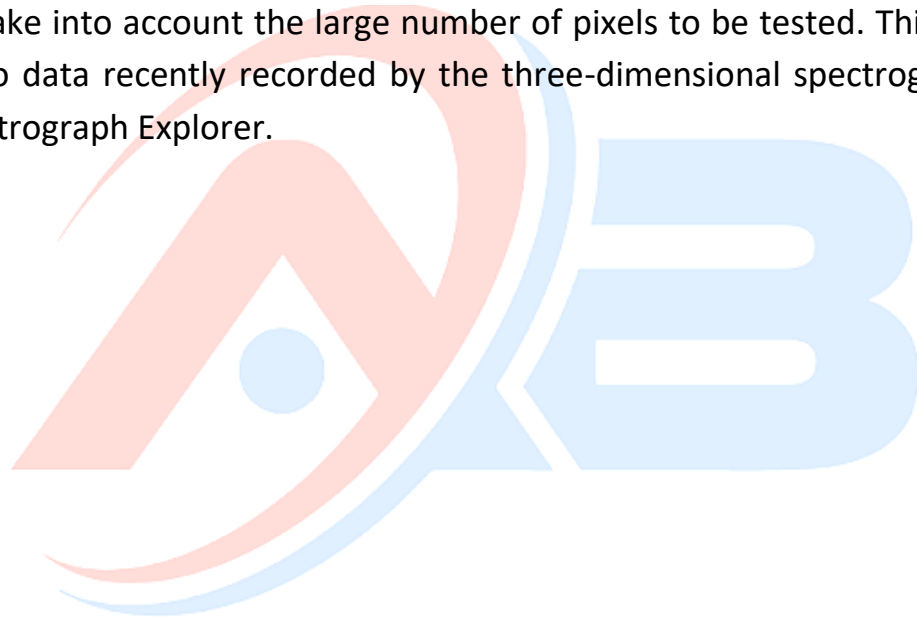 ake into account the large number of pixels to be tested. Thi
o data recently recorded by the three-dimensional spectrog
trograph Explorer.
AB